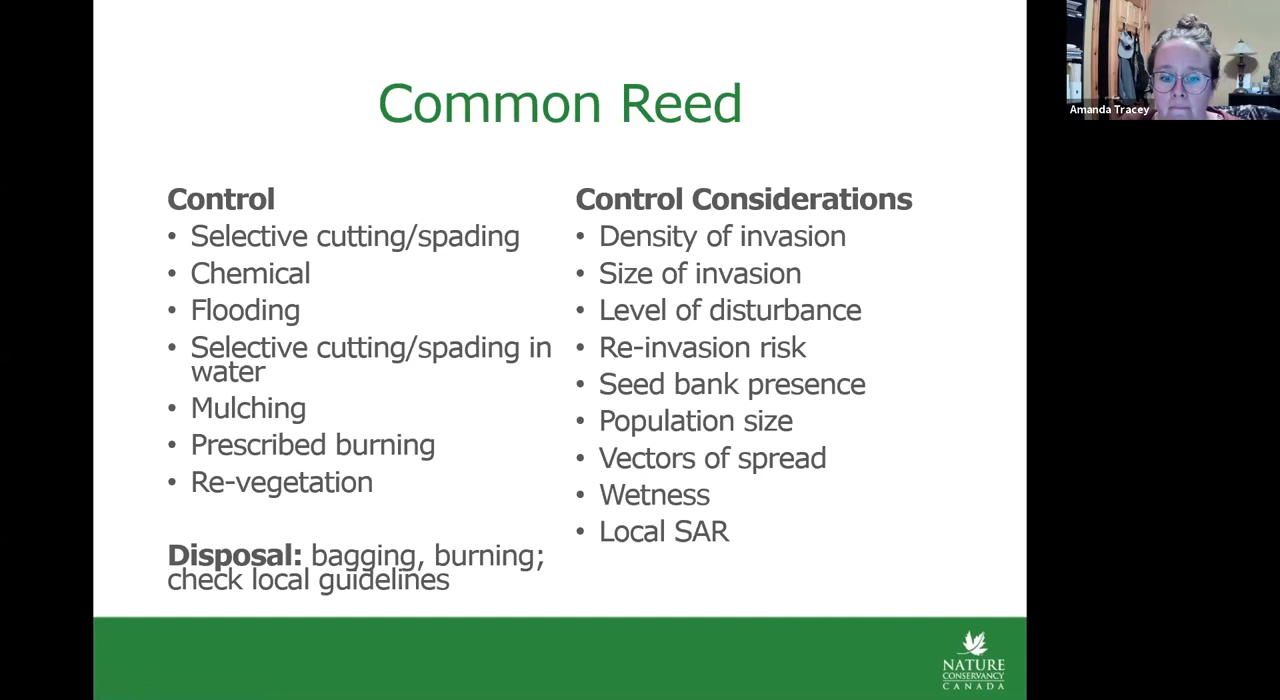 Common Reed
Control
• Selective cutting/spading
• Chemical
• Flooding
• Selective cutting/spading in
water
• Mulching
• Prescribed burning
• Re-vegetation
Disposal: bagging, burning;
check local guidelines
Control Considerations
• Density of invasion
• Size of invasion
• Level of disturbance
• Re-invasion risk
• Seed bank presence
• Population size
• Vectors of spread
• Wetness
• Local SAR
NATURE
CONSERVANCY
CANADA
Amanda Tracey